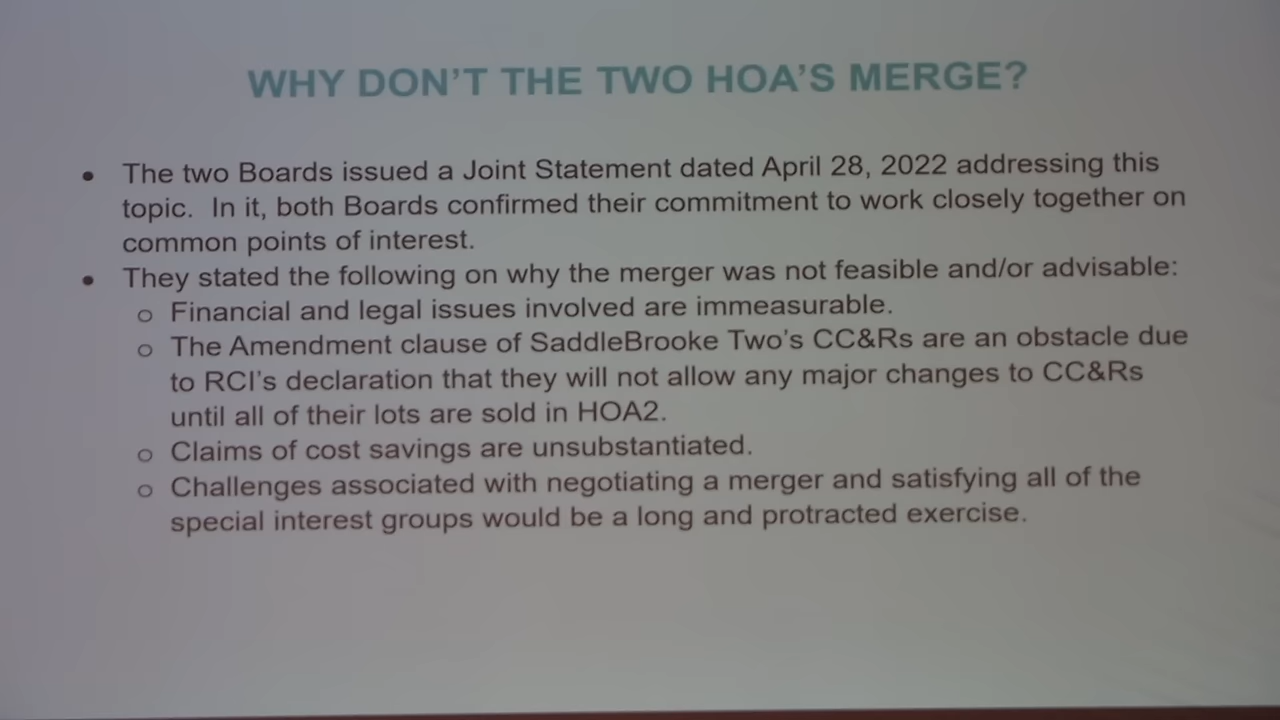 WHY DON'T THE TWO HOA'S MERGE?
• The two Boards issued a Joint Statement dated April 28, 2022 addressing this
topic.  In it, both Boards confirmed their commitment to work closely together on
common points of interest.
• They stated the following on why the merger was not feasible and/or advisable:
o Financial and legal issues involved are immeasurable.
o The Amendment clause of SaddleBrooke Two's CC&Rs are an obstacle due
to RCI's declaration that they will not allow any major changes to CC&Rs
until all of their lots are sold in HOA2.
o Claims of cost savings are unsubstantiated.
o Challenges associated with negotiating a merger and satisfying all of the
special interest groups would be a long and protracted exercise.